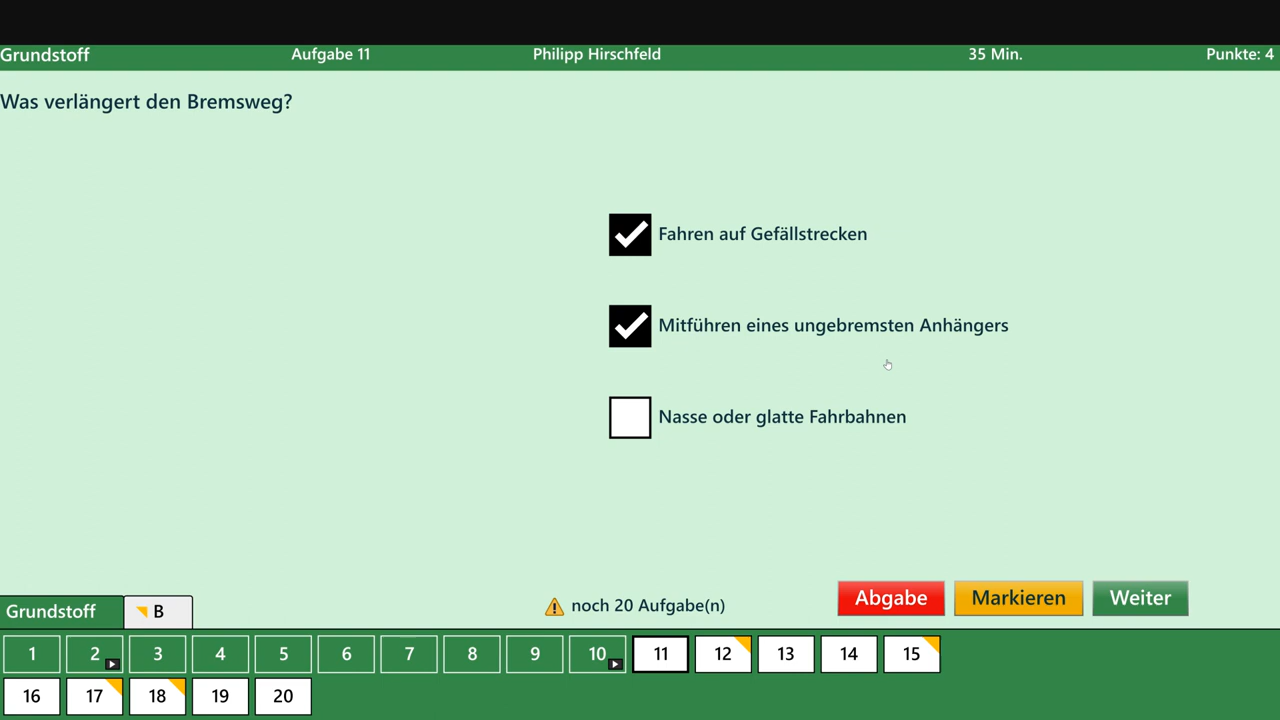 Grundstoff Aufgabe 11 Philipp Hirschfeld 35 Min. Punkte: 4
Was verlängert den Bremsweg?
Fahren auf Gefällstrecken
Mitführen eines ungebremsten Anhängers
Nasse oder glatte Fahrbahnen
Grundstoff B noch 20 Aufgabe(n) Abgabe Markieren Weiter
1 2 3 4 5 6 7 8 9 10 11 12 13 14 15
16 17 18 19 20